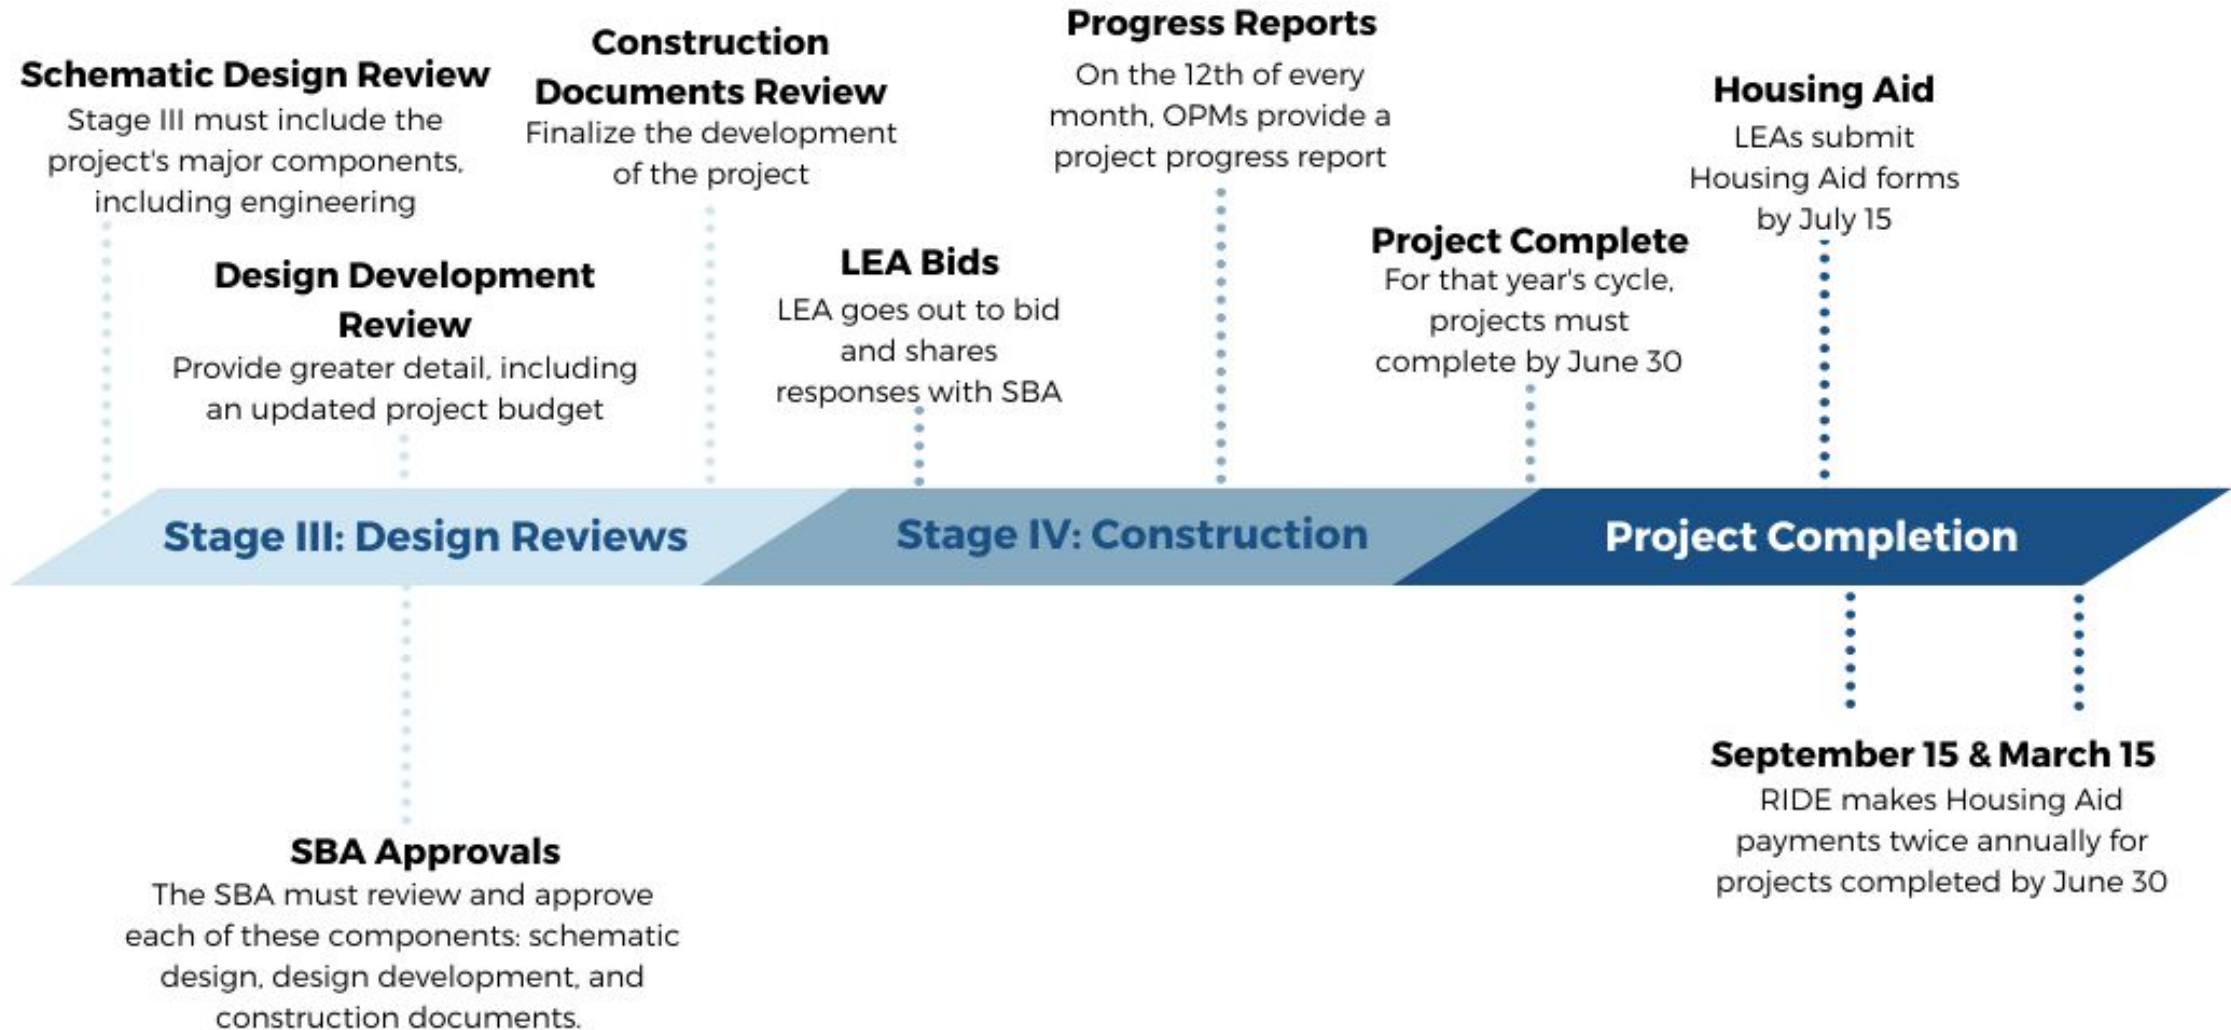 Schematic Design Review
Stage III must include the
project's major components,
including engineering
Design Development
Review
Provide greater detail, including
an updated project budget
Construction
Documents Review
Finalize the development
of the project
LEA Bids
LEA goes out to bid
and shares
responses with SBA
Progress Reports
On the 12th of every
month, OPMs provide a
project progress report
Project Complete
For that year's cycle,
projects must
complete by June 30
Housing Aid
LEAs submit
Housing Aid forms
by July 15
Stage III: Design Reviews
Stage IV: Construction
Project Completion
SBA Approvals
The SBA must review and approve
each of these components: schematic
design, design development, and
construction documents.
September 15 & March 15
RIDE makes Housing Aid
payments twice annually for
projects completed by June 30